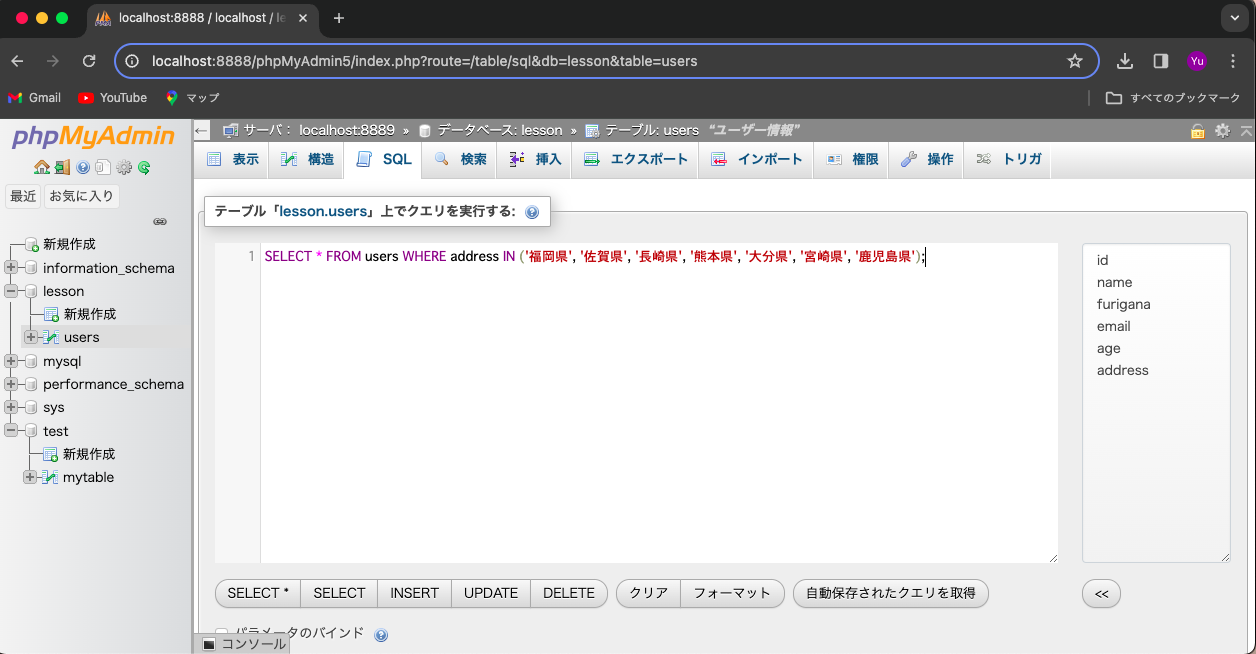 localhost:8888 / localhost / le
localhost:8888/phpMyAdmin5/index.php?route=/table/sql&db=lesson&table=users
Yu
Gmail YouTube マップ すべてのブックマーク
phpMyAdmin
最近 お気に入り
新規作成
information_schema
lesson
新規作成
users
mysql
performance_schema
sys
test
新規作成
mytable
サーバ： localhost:8889 » データベース: lesson » テーブル: users “ユーザー情報”
表示 構造 SQL 検索 挿入 エクスポート インポート 権限 操作 トリガ
テーブル「lesson.users」上でクエリを実行する:
1 SELECT * FROM users WHERE address IN ('福岡県', '佐賀県', '長崎県', '熊本県', '大分県', '宮崎県', '鹿児島県');
id
name
furigana
email
age
address
SELECT * SELECT INSERT UPDATE DELETE クリア フォーマット 自動保存されたクエリを取得 <<
パラメータのバインド
コンソール